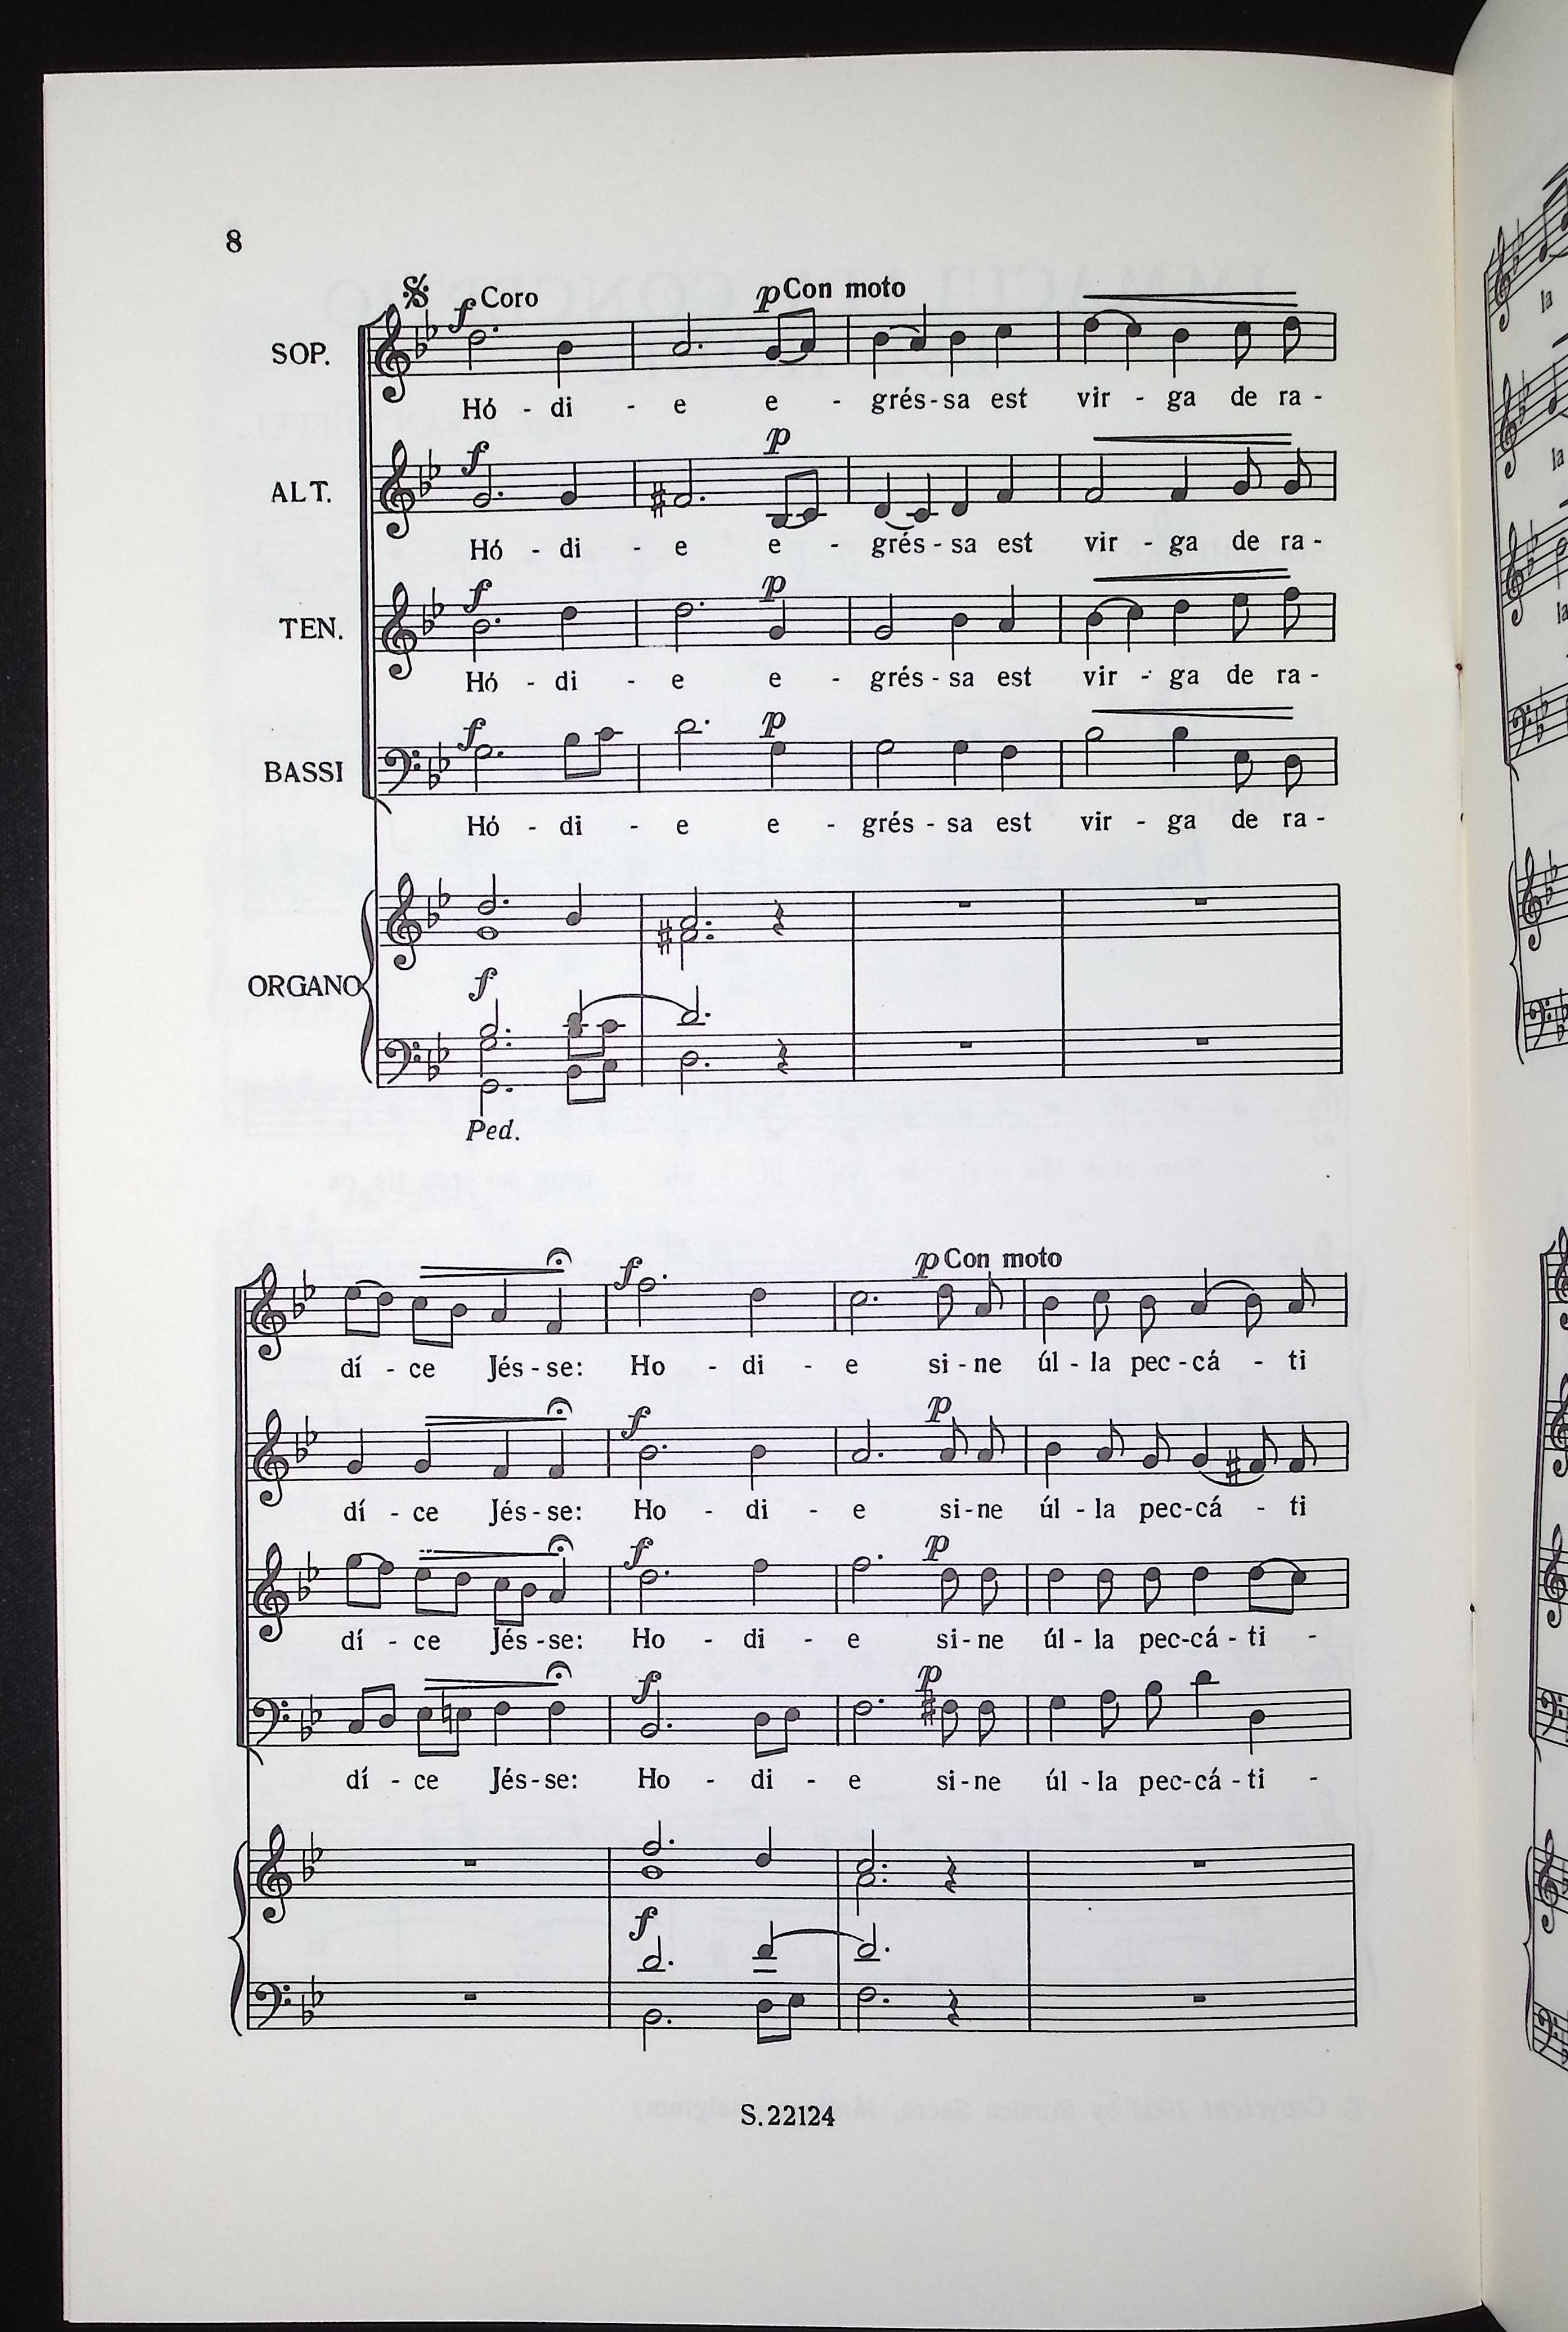 8
f Coro p Con moto
SOP.
Hó - di - e e - grés - sa est vir - ga de ra -
f p
ALT.
Hó - di - e e - grés - sa est vir - ga de ra -
f p
TEN.
Hó - di - e e - grés - sa est vir - ga de ra -
f p
BASSI
Hó - di - e e - grés - sa est vir - ga de ra -
ORGANO
f
Ped.
f p Con moto
dí - ce Jés - se: Ho - di - e si - ne úl - la pec - cá - ti
f p
dí - ce Jés - se: Ho - di - e si - ne úl - la pec - cá - ti
f p
dí - ce Jés - se: Ho - di - e si - ne úl - la pec - cá - ti -
f p
dí - ce Jés - se: Ho - di - e si - ne úl - la pec - cá - ti -
f
S. 22124
la
la
la